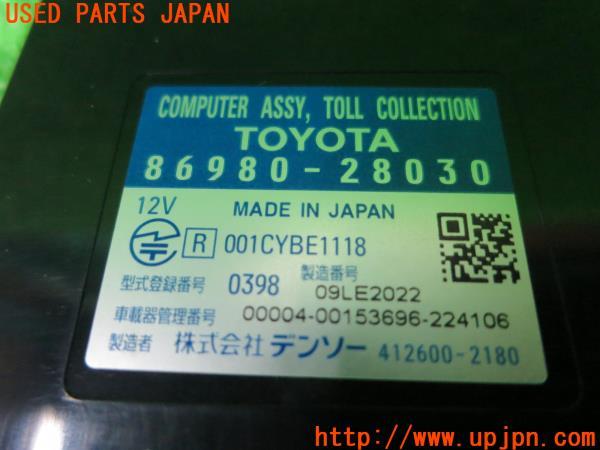 USED PARTS JAPAN
COMPUTER ASSY, TOLL COLLECTION
TOYOTA
86980-28030
12V MADE IN JAPAN
R 001CYBE1118
型式登録番号 0398 製造番号 09LE2022
車載器管理番号 00004-00153696-224106
製造者 株式会社 デンソー 412600-2180
http://www.upjpn.com/